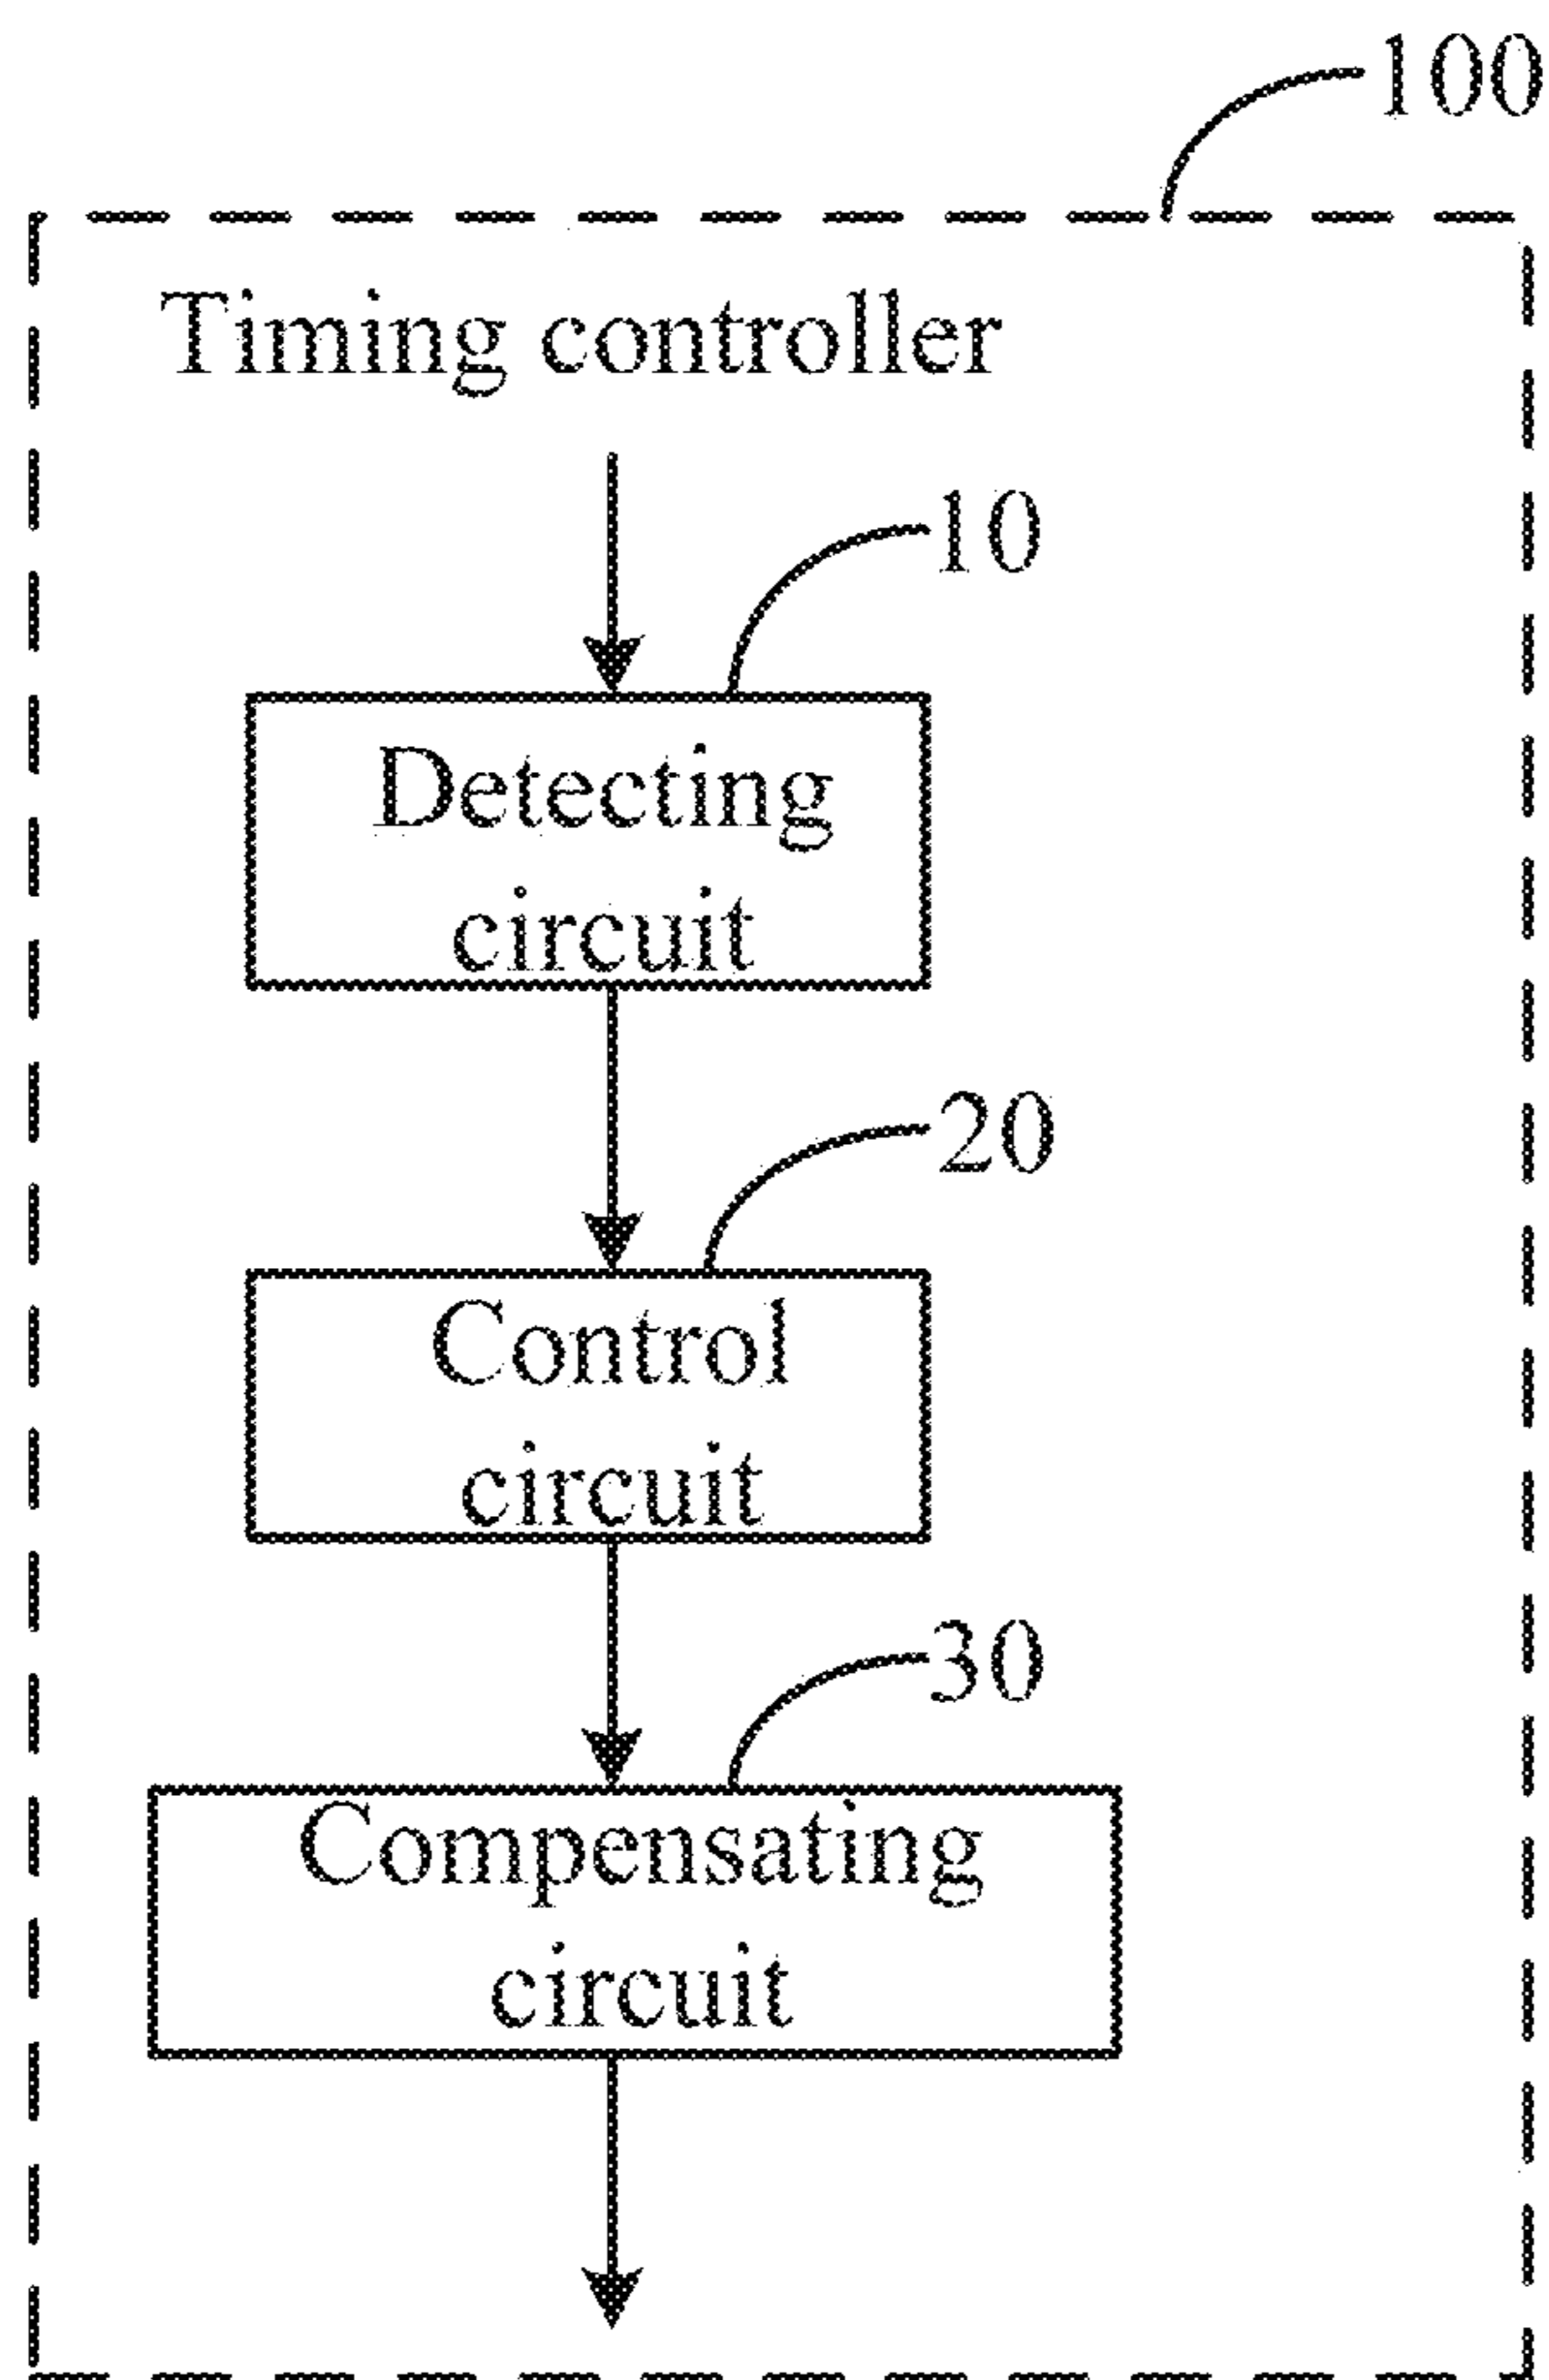 100
Timing controller
10
Detecting
circuit
20
Control
circuit
30
Compensating
circuit